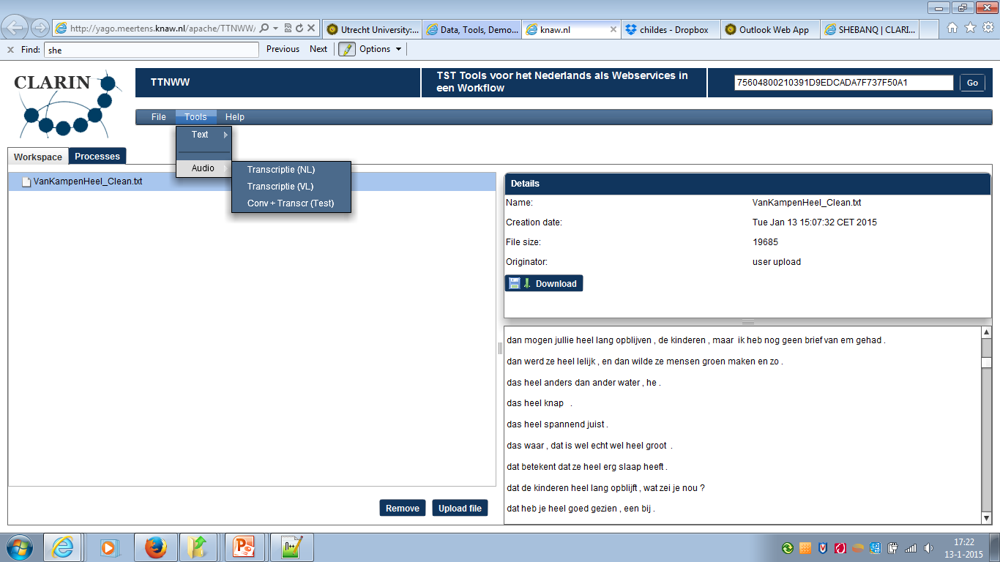 http://yago.meertens.knaw.nl/apache/TTNWW/
Utrecht University:...
Data, Tools, Demo...
knaw.nl
childes - Dropbox
Outlook Web App
SHEBANQ | CLARI...
Find: she
Previous
Next
Options
CLARIN
TTNWW
TST Tools voor het Nederlands als Webservices in
een Workflow
75604800210391D9EDCADA7F737F50A1
Go
File
Tools
Help
Text
Audio
Transcriptie (NL)
Transcriptie (VL)
Conv + Transcr (Test)
Workspace
Processes
VanKampenHeel_Clean.txt
Remove
Upload file
Details
Name: VanKampenHeel_Clean.txt
Creation date: Tue Jan 13 15:07:32 CET 2015
File size: 19685
Originator: user upload
Download
dan mogen jullie heel lang opblijven , de kinderen , maar ik heb nog geen brief van em gehad .
dan werd ze heel lelijk , en dan wilde ze mensen groen maken en zo .
das heel anders dan ander water , he .
das heel knap .
das heel spannend juist .
das waar , dat is wel echt wel heel groot .
dat betekent dat ze heel erg slaap heeft .
dat de kinderen heel lang opblijft , wat zei je nou ?
dat heb je heel goed gezien , een bij .
17:22
13-1-2015